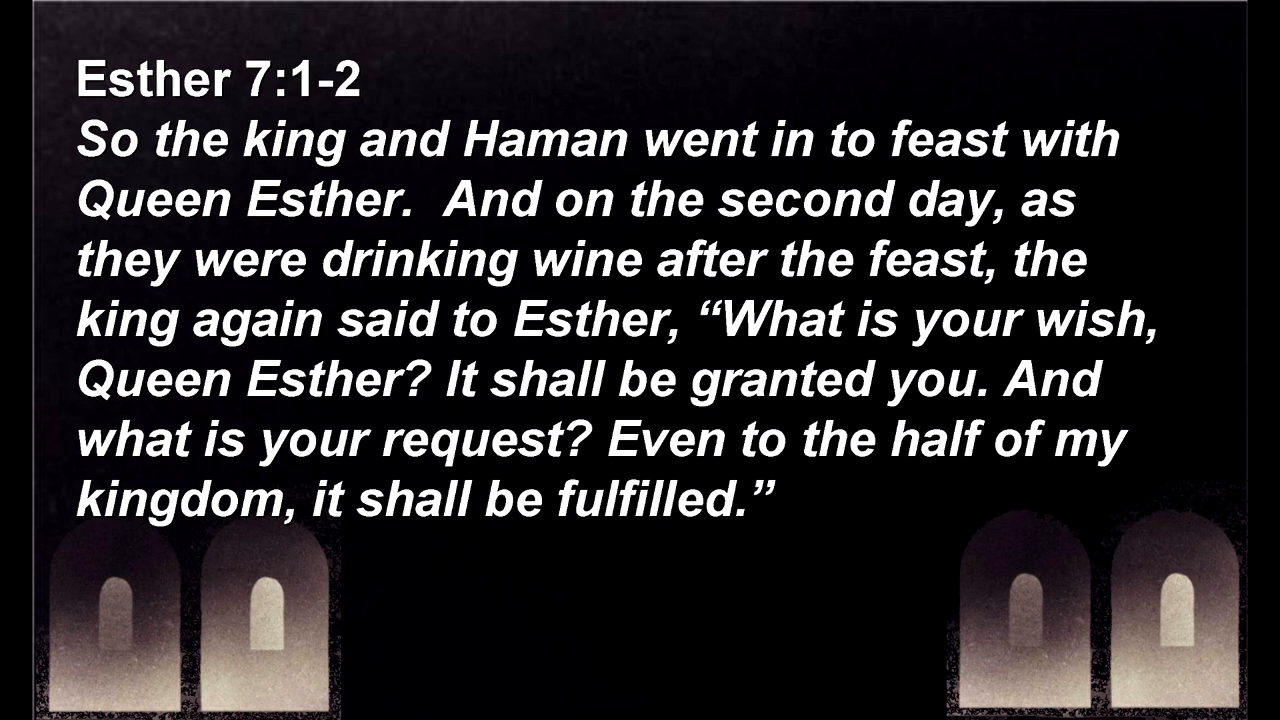 Esther 7:1-2
So the king and Haman went in to feast with
Queen Esther.  And on the second day, as
they were drinking wine after the feast, the
king again said to Esther, “What is your wish,
Queen Esther? It shall be granted you. And
what is your request? Even to the half of my
kingdom, it shall be fulfilled.”